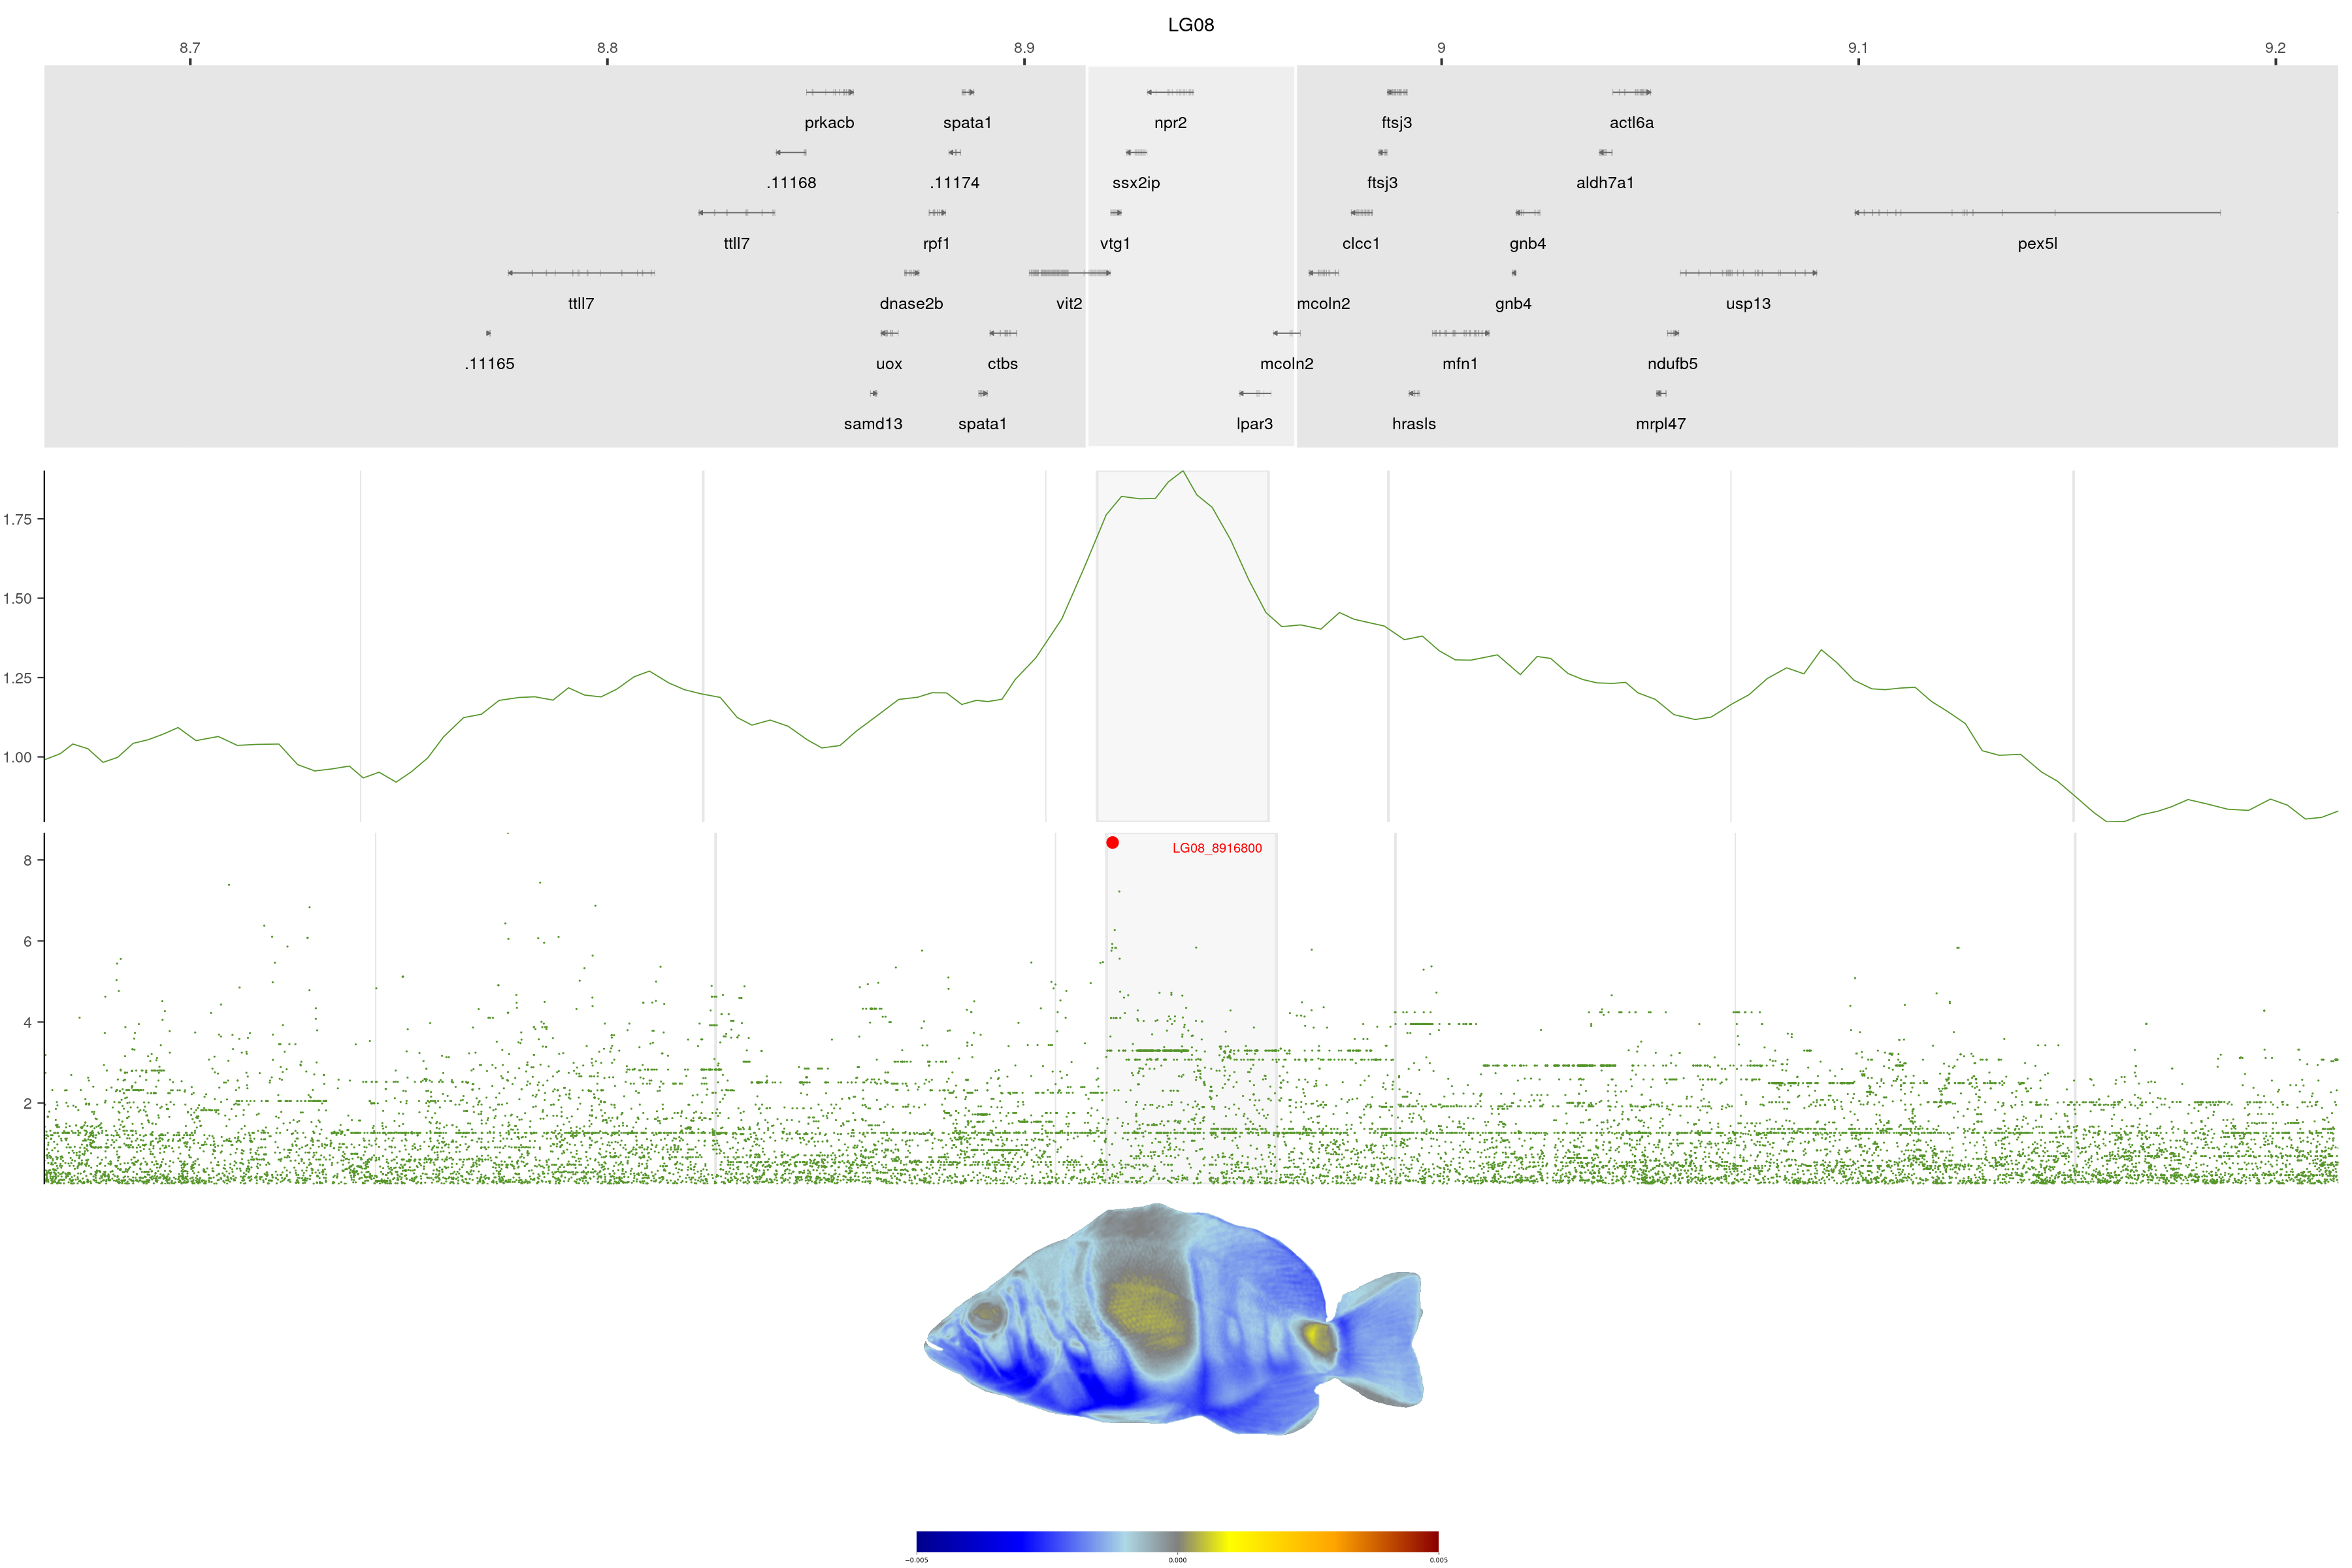 LG08
8.7 8.8 8.9 9 9.1 9.2
prkacb spata1 npr2 ftsj3 actl6a
.11168 .11174 ssx2ip ftsj3 aldh7a1
ttll7 rpf1 vtg1 clcc1 gnb4 pex5l
ttll7 dnase2b vit2 mcoln2 gnb4 usp13
.11165 uox ctbs mcoln2 mfn1 ndufb5
samd13 spata1 lpar3 hrasls mrpl47
1.75
1.50
1.25
1.00
LG08_8916800
8
6
4
2
−0.005 0.000 0.005